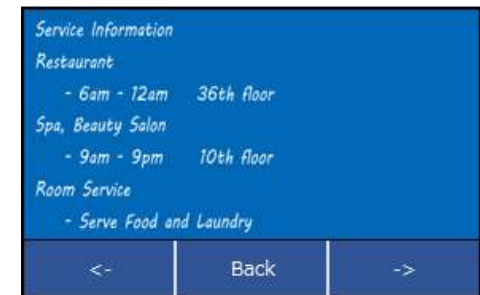 Service Information
Restaurant
- 6am - 12am 36th floor
Spa, Beauty Salon
- 9am - 9pm 10th floor
Room Service
- Serve Food and Laundry
<- Back ->